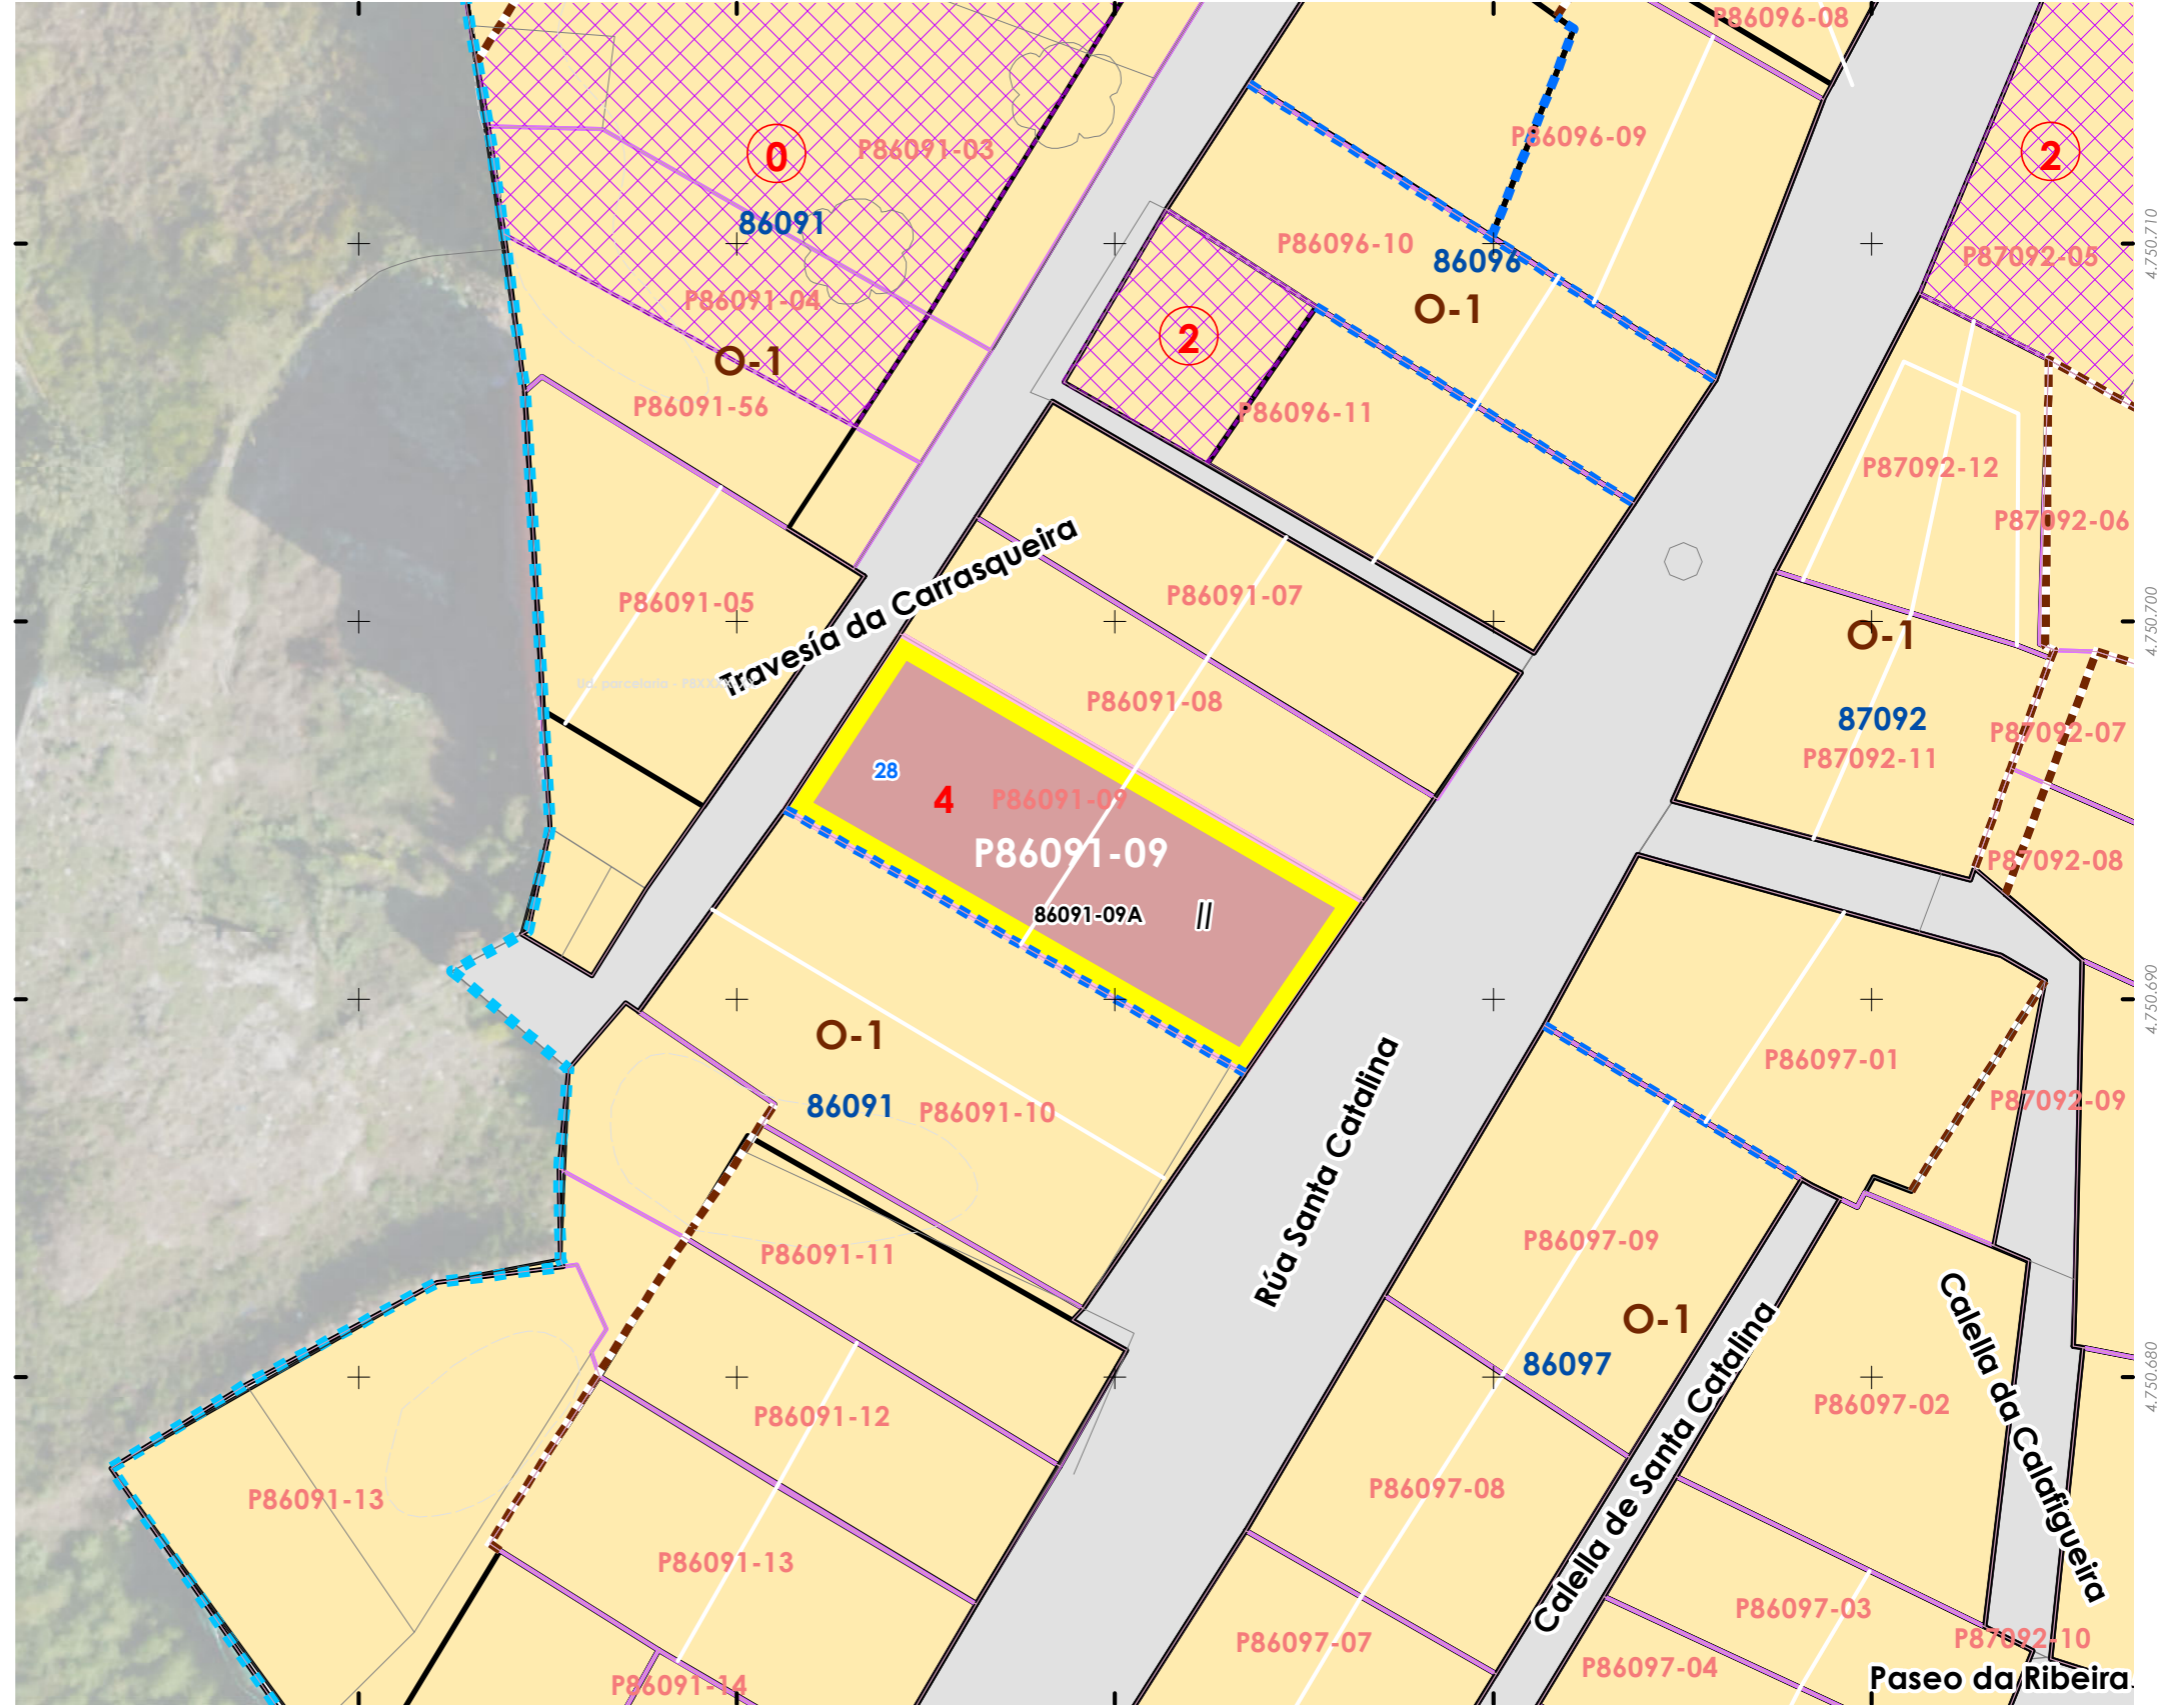 P86096-08
P86096-09
0
P86091-03
2
86091
P86096-10
86096
P87092-05
4.750.710
P86091-04
O-1
2
O-1
P86091-56
P86096-11
P87092-12
P87092-06
Travesía da Carrasqueira
P86091-05
P86091-07
O-1
4.750.700
P86091-08
87092
P87092-07
P87092-11
28
4
P86091-09
P86091-09
P87092-08
86091-09A
II
4.750.690
O-1
86091
P86091-10
Rúa Santa Catalina
P86097-01
P87092-09
P86091-11
P86097-09
O-1
86097
Calella da Calafigueira
4.750.680
P86091-12
P86097-02
Calella de Santa Catalina
P86091-13
P86097-08
P86091-13
P86097-03
P86097-07
P87092-10
P86097-04
P86091-14
Paseo da Ribeira